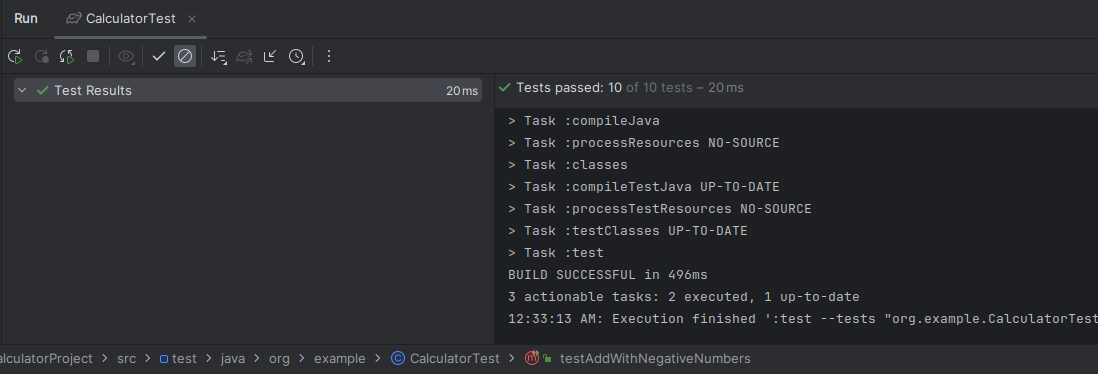 Run CalculatorTest
Test Results 20 ms
Tests passed: 10 of 10 tests – 20 ms
> Task :compileJava
> Task :processResources NO-SOURCE
> Task :classes
> Task :compileTestJava UP-TO-DATE
> Task :processTestResources NO-SOURCE
> Task :testClasses UP-TO-DATE
> Task :test
BUILD SUCCESSFUL in 496ms
3 actionable tasks: 2 executed, 1 up-to-date
12:33:13 AM: Execution finished ':test --tests "org.example.CalculatorTest
alculatorProject > src > test > java > org > example > CalculatorTest > testAddWithNegativeNumbers